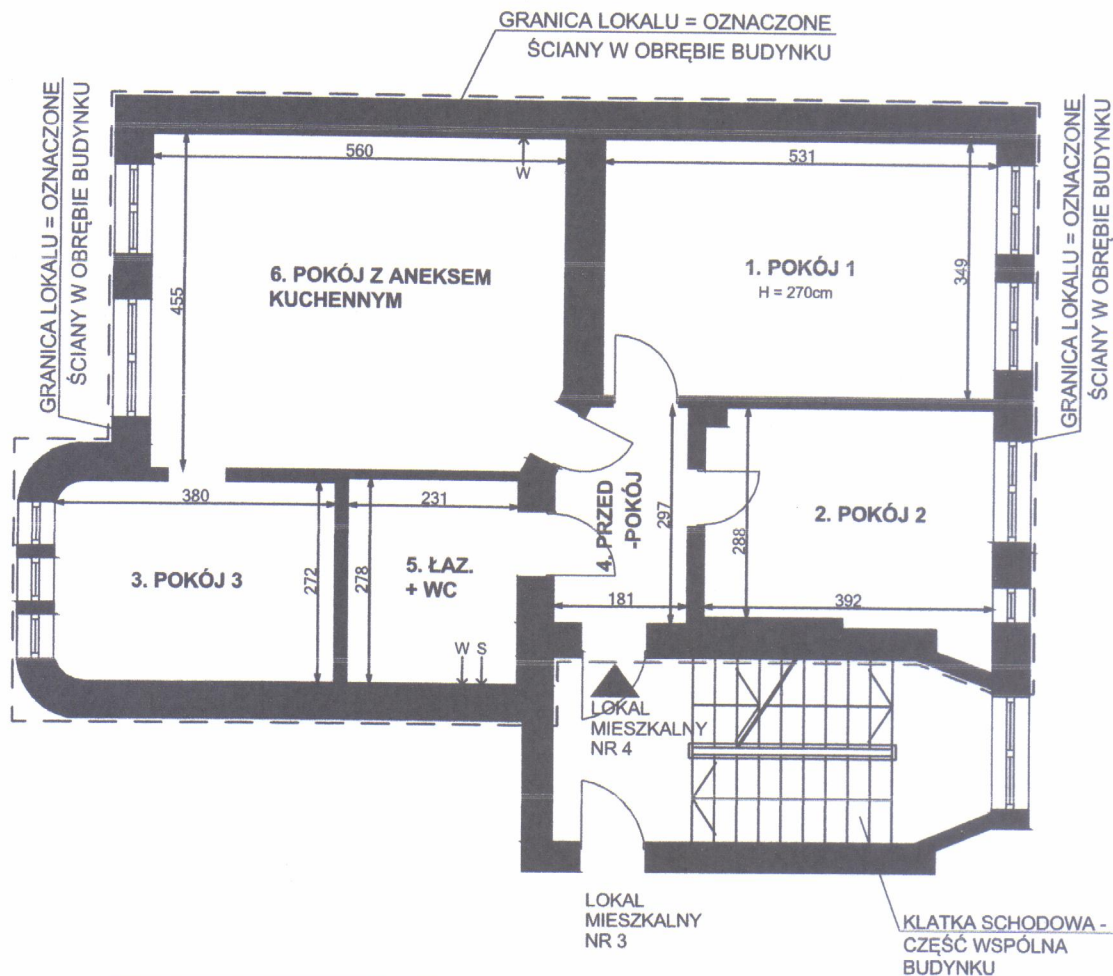 GRANICA LOKALU = OZNACZONE
ŚCIANY W OBRĘBIE BUDYNKU
GRANICA LOKALU = OZNACZONE
ŚCIANY W OBRĘBIE BUDYNKU
GRANICA LOKALU = OZNACZONE
ŚCIANY W OBRĘBIE BUDYNKU
560
W
531
455
6. POKÓJ Z ANEKSEM
KUCHENNYM
1. POKÓJ 1
H = 270cm
349
380
231
3. POKÓJ 3
272
278
5. ŁAZ.
+ WC
W S
4. PRZED
-POKÓJ
297
181
288
2. POKÓJ 2
392
LOKAL
MIESZKALNY
NR 4
LOKAL
MIESZKALNY
NR 3
KLATKA SCHODOWA -
CZĘŚĆ WSPÓLNA
BUDYNKU